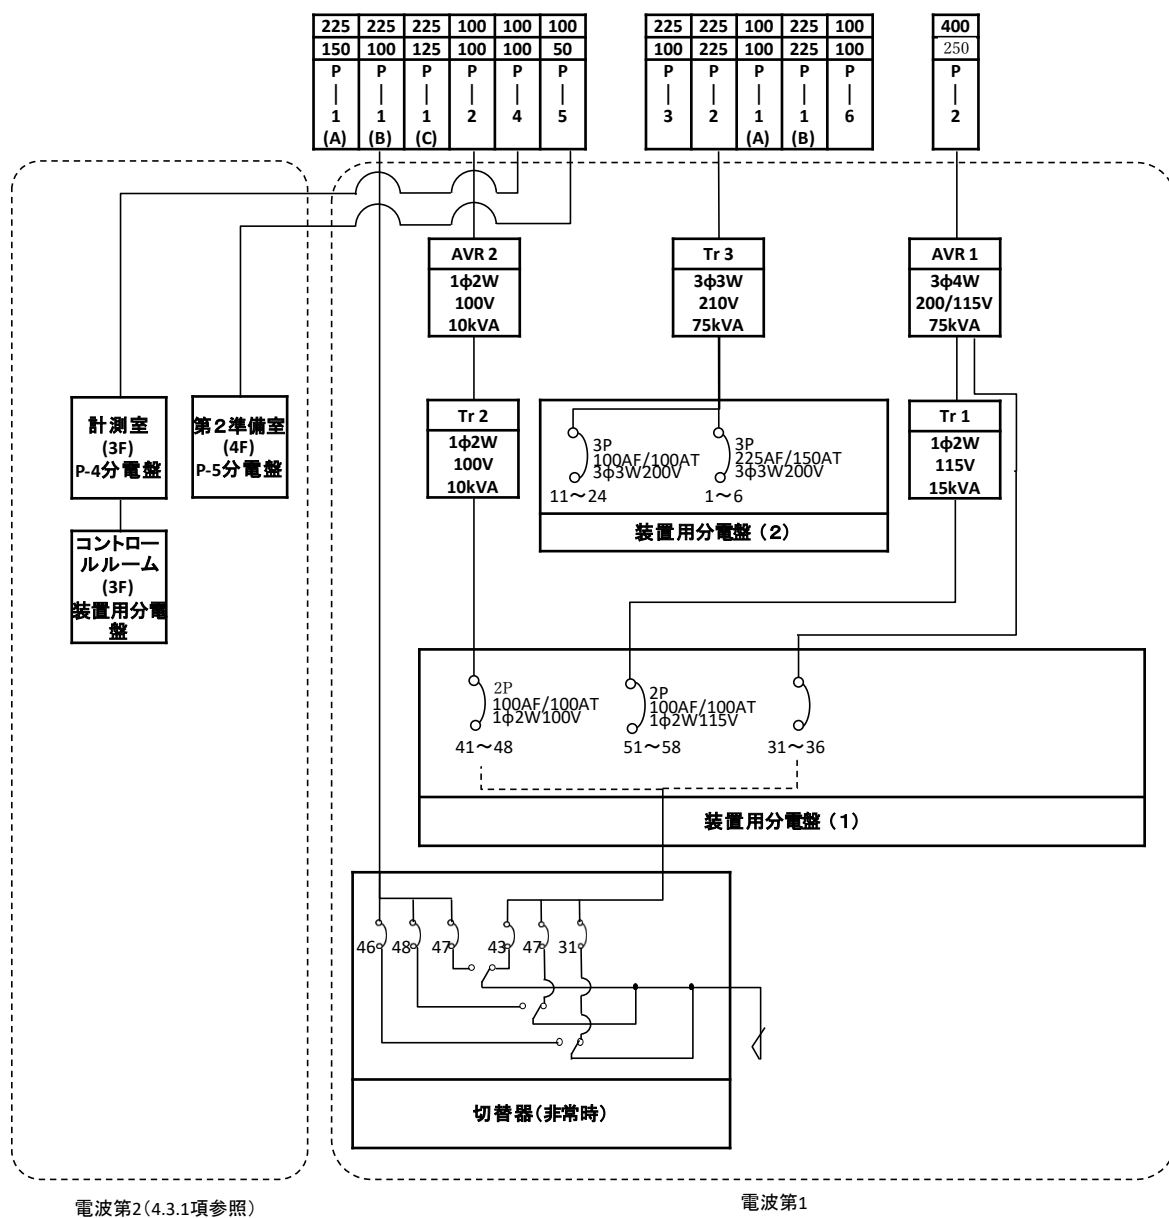 225 225 225 100 100 100
150 100 125 100 100 50
P P P P P P
| | | | | |
1 1 1 2 4 5
(A) (B) (C)
225 225 100 225 100
100 225 100 225 100
P P P P P
| | | | |
3 2 1 1 6
(A) (B)
400
250
P
|
2
AVR 2
1ϕ2W
100V
10kVA
Tr 3
3ϕ3W
210V
75kVA
AVR 1
3ϕ4W
200/115V
75kVA
計測室
(3F)
P-4分電盤
第２準備室
(4F)
P-5分電盤
Tr 2
1ϕ2W
100V
10kVA
3P
100AF/100AT
3ϕ3W200V
11～24
3P
225AF/150AT
3ϕ3W200V
1～6
装置用分電盤（２）
Tr 1
1ϕ2W
115V
15kVA
コントロー
ルルーム
(3F)
装置用分電
盤
2P
100AF/100AT
1ϕ2W100V
41～48
2P
100AF/100AT
1ϕ2W115V
51～58
31～36
装置用分電盤（１）
46 48 47 43 47 31
切替器（非常時）
電波第2（4.3.1項参照）
電波第1